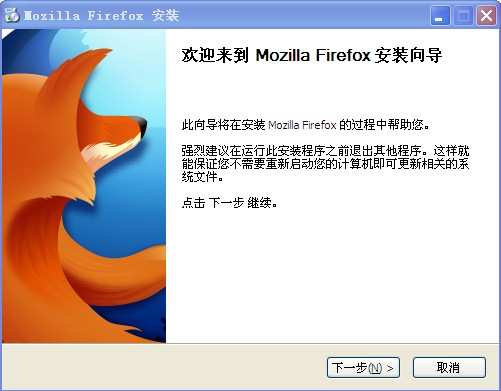 Mozilla Firefox 安装
欢迎来到 Mozilla Firefox 安装向导
此向导将在安装 Mozilla Firefox 的过程中帮助您。
强烈建议在运行此安装程序之前退出其他程序。这样就
能保证您不需要重新启动您的计算机即可更新相关的系
统文件。
点击 下一步 继续。
下一步(N) >
取消